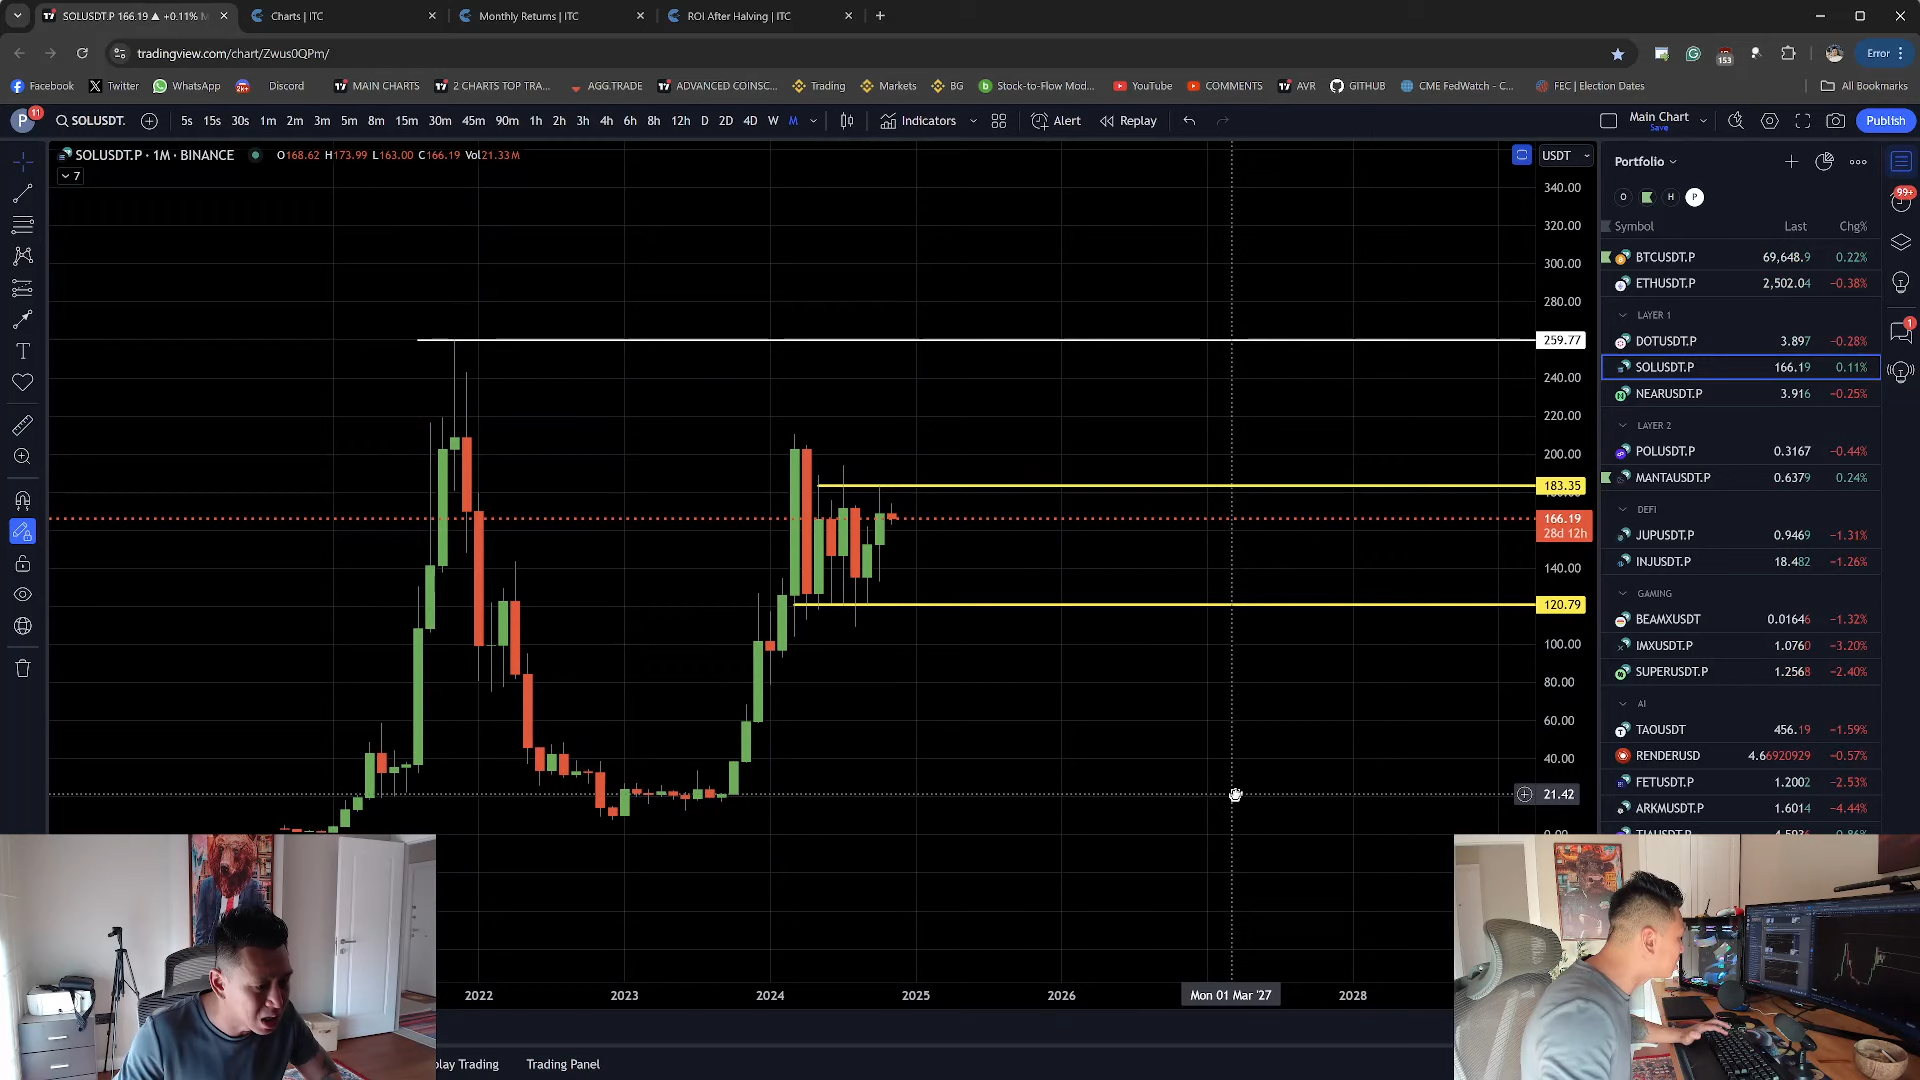 SOLUSDT.P 166.19 ▲ +0.11% M
Charts | ITC
Monthly Returns | ITC
ROI After Halving | ITC
tradingview.com/chart/Zwus0QPm/
153
Error
Facebook
Twitter
WhatsApp
2K+
Discord
MAIN CHARTS
2 CHARTS TOP TRA...
AGG.TRADE
ADVANCED COINSC...
Trading
Markets
BG
Stock-to-Flow Mod...
YouTube
COMMENTS
AVR
GITHUB
CME FedWatch - C...
FEC | Election Dates
All Bookmarks
P
11
SOLUSDT.
5s 15s 30s 1m 2m 3m 5m 8m 15m 30m 45m 90m 1h 2h 3h 4h 6h 8h 12h D 2D 4D W M
Indicators
Alert
Replay
Main Chart
Save
Publish
SOLUSDT.P · 1M · BINANCE
O168.62 H173.99 L163.00 C166.19 Vol21.33M
7
USDT
340.00
320.00
300.00
280.00
259.77
240.00
220.00
200.00
183.35
166.19
28d 12h
140.00
120.79
100.00
80.00
60.00
40.00
21.42
2022
2023
2024
2025
2026
Mon 01 Mar '27
2028
Portfolio
O
H
P
99+
Symbol Last Chg%
BTCUSDT.P 69,648.9 0.22%
ETHUSDT.P 2,502.04 −0.38%
LAYER 1
1
DOTUSDT.P 3.897 −0.28%
SOLUSDT.P 166.19 0.11%
NEARUSDT.P 3.916 −0.25%
LAYER 2
POLUSDT.P 0.3167 −0.44%
MANTAUSDT.P 0.6379 0.24%
DEFI
JUPUSDT.P 0.9469 −1.31%
INJUSDT.P 18.482 −1.26%
GAMING
BEAMXUSDT 0.01646 −1.32%
IMXUSDT.P 1.0760 −3.20%
SUPERUSDT.P 1.2568 −2.40%
AI
TAOUSDT 456.19 −1.59%
RENDERUSD 4.66920929 −0.57%
FETUSDT.P 1.2002 −2.53%
ARKMUSDT.P 1.6014 −4.44%
play Trading
Trading Panel